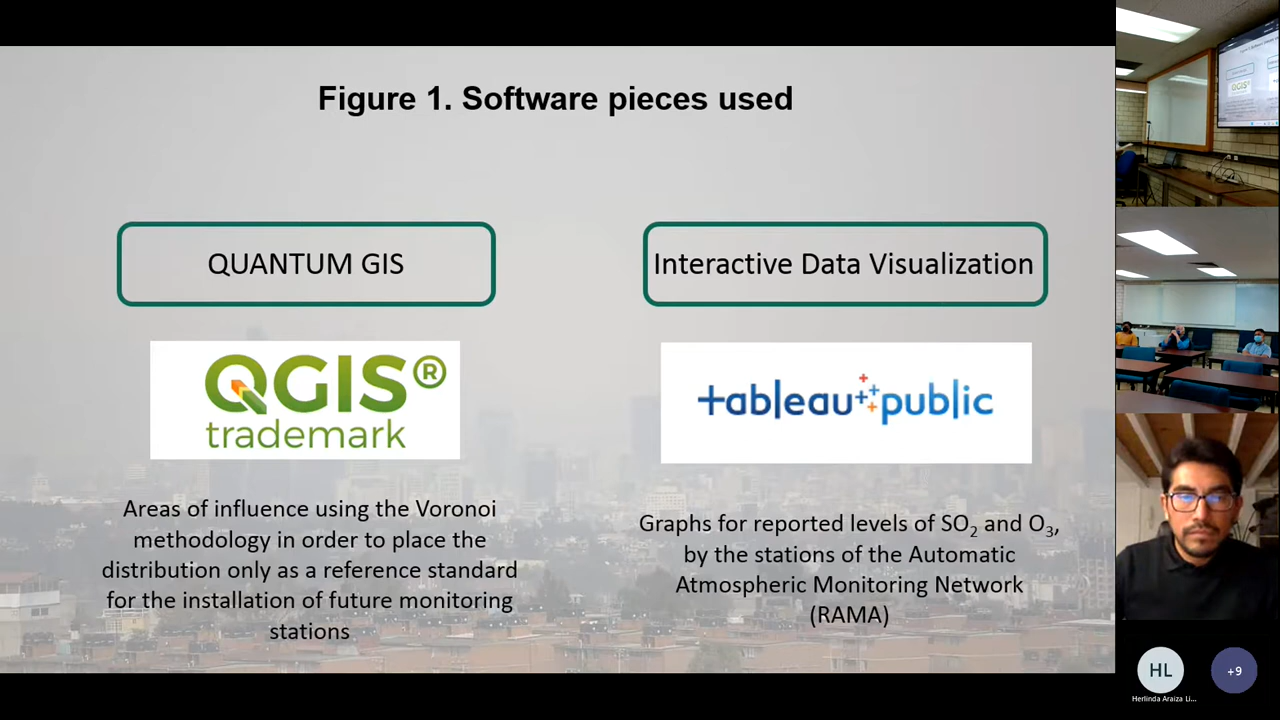 Figure 1. Software pieces used
QUANTUM GIS
QGIS®
trademark
Areas of influence using the Voronoi
methodology in order to place the
distribution only as a reference standard
for the installation of future monitoring
stations
Interactive Data Visualization
+ableau public
Graphs for reported levels of SO₂ and O₃,
by the stations of the Automatic
Atmospheric Monitoring Network
(RAMA)
HL
Herlinda Araiza Li...
+9